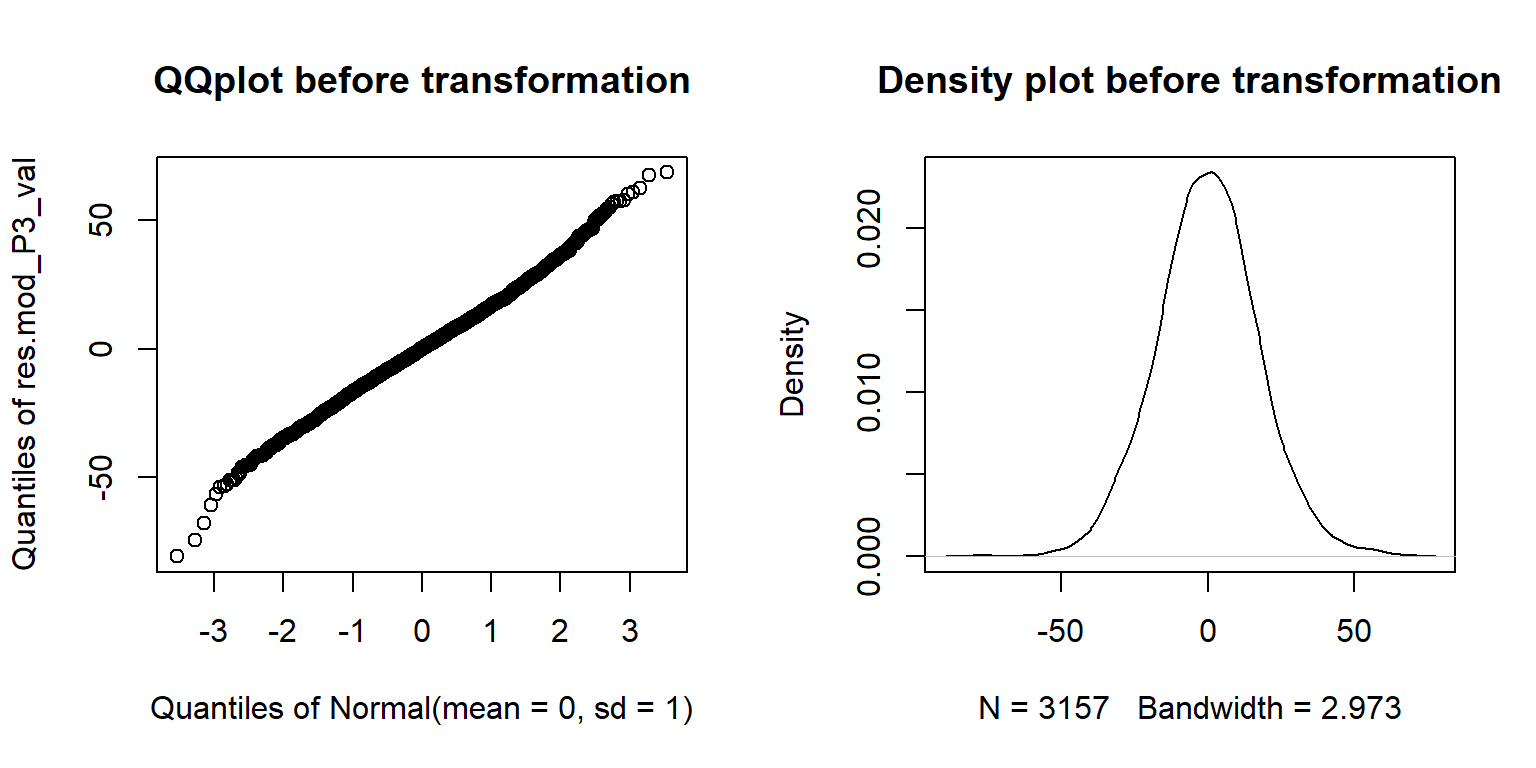 QQplot before transformation
Quantiles of res.mod_P3_val
50
0
-50
-3 -2 -1 0 1 2 3
Quantiles of Normal(mean = 0, sd = 1)
Density plot before transformation
Density
0.020
0.010
0.000
-50 0 50
N = 3157 Bandwidth = 2.973